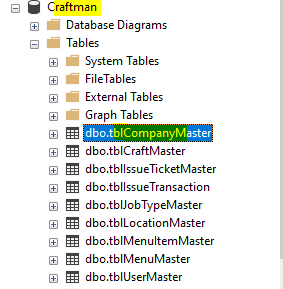 Craftman
Database Diagrams
Tables
System Tables
FileTables
External Tables
Graph Tables
dbo.tblCompanyMaster
dbo.tblCraftMaster
dbo.tblIssueTicketMaster
dbo.tblIssueTransaction
dbo.tblJobTypeMaster
dbo.tblLocationMaster
dbo.tblMenuItemMaster
dbo.tblMenuMaster
dbo.tblUserMaster